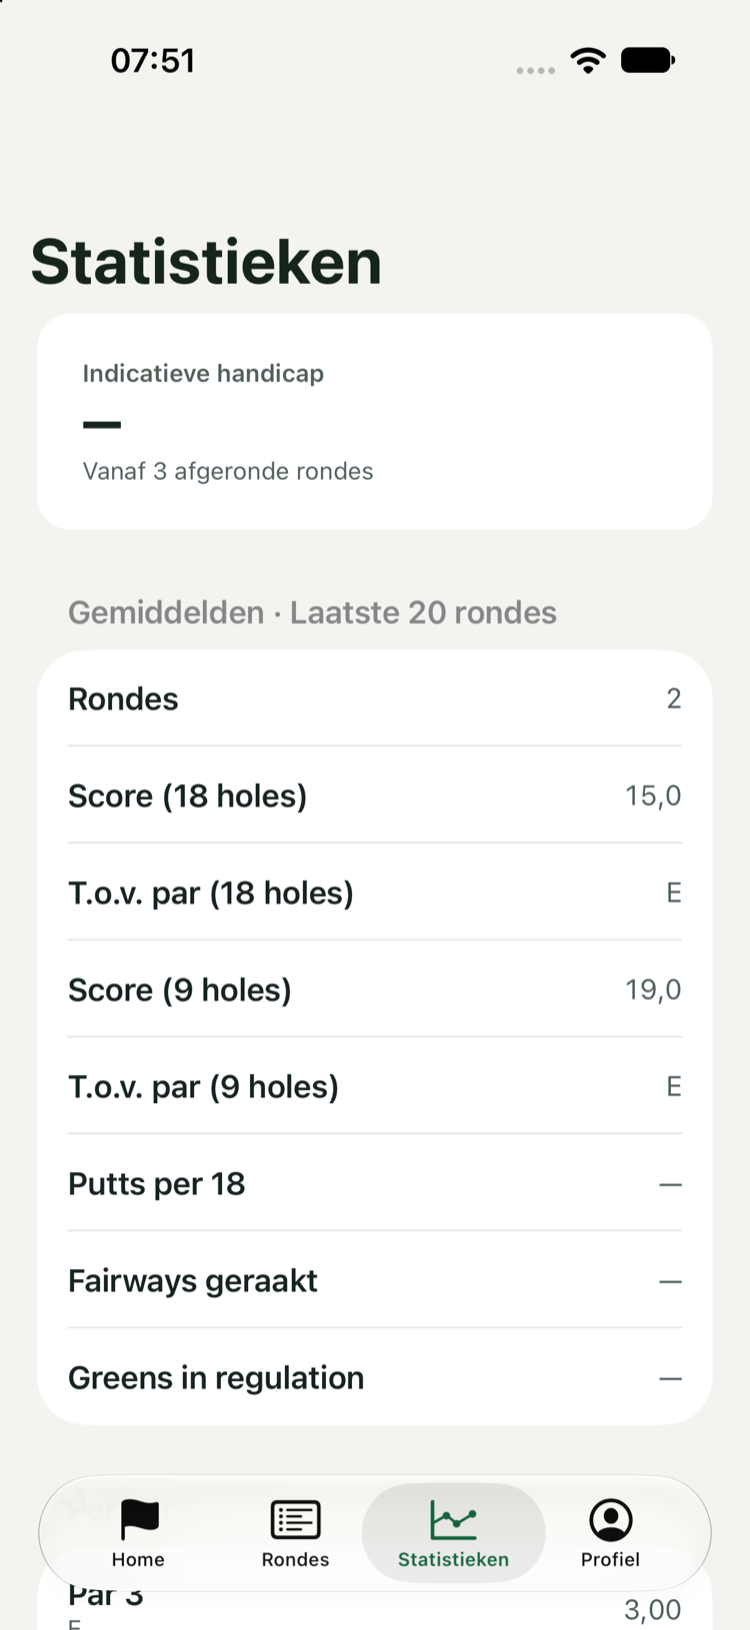 07:51
Statistieken
Indicatieve handicap
—
Vanaf 3 afgeronde rondes
Gemiddelden · Laatste 20 rondes
Rondes 2
Score (18 holes) 15,0
T.o.v. par (18 holes) E
Score (9 holes) 19,0
T.o.v. par (9 holes) E
Putts per 18 —
Fairways geraakt —
Greens in regulation —
Home Rondes Statistieken Profiel
Par 3 3,00